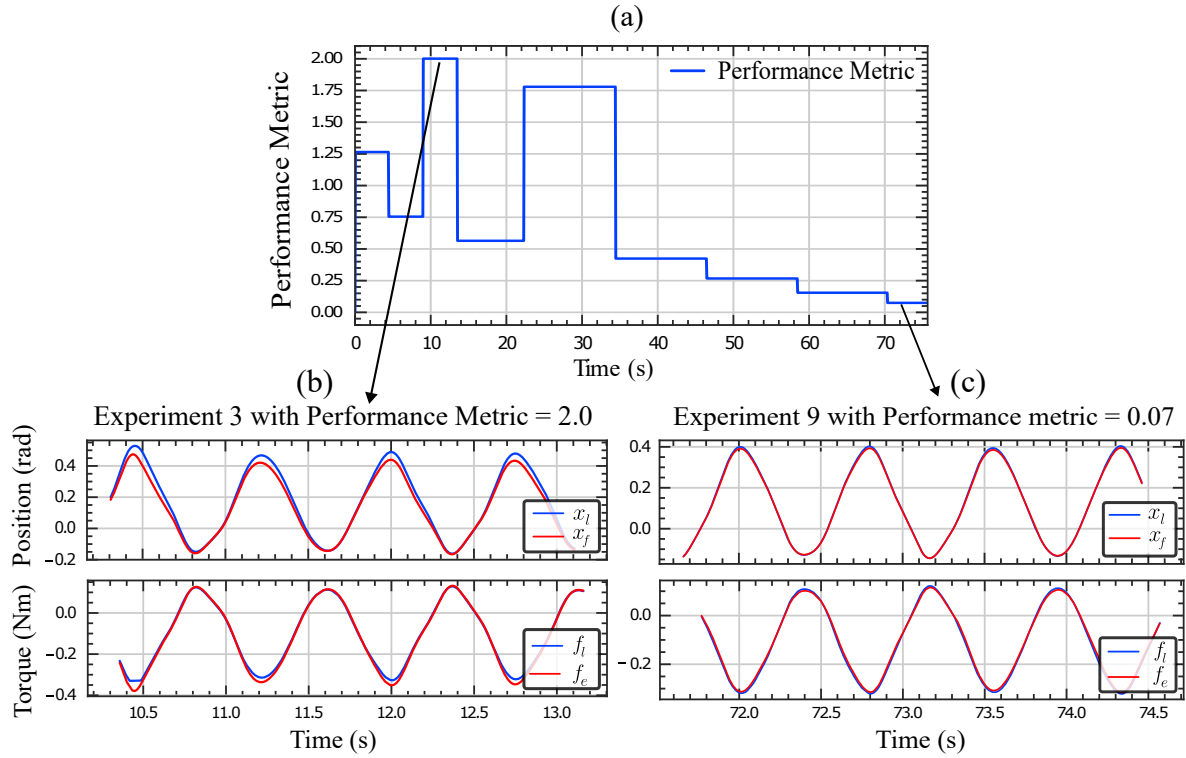 (a)
Performance Metric
2.00
1.75
1.50
1.25
1.00
0.75
0.50
0.25
0.00
Performance Metric
0 10 20 30 40 50 60 70
Time (s)
(b)
Experiment 3 with Performance Metric = 2.0
Position (rad)
0.4
0.2
0.0
−0.2
x_l
x_f
Torque (Nm)
0.0
−0.2
−0.4
f_l
f_e
10.5 11.0 11.5 12.0 12.5 13.0
Time (s)
(c)
Experiment 9 with Performance metric = 0.07
0.4
0.2
0.0
x_l
x_f
0.0
−0.2
f_l
f_e
72.0 72.5 73.0 73.5 74.0 74.5
Time (s)